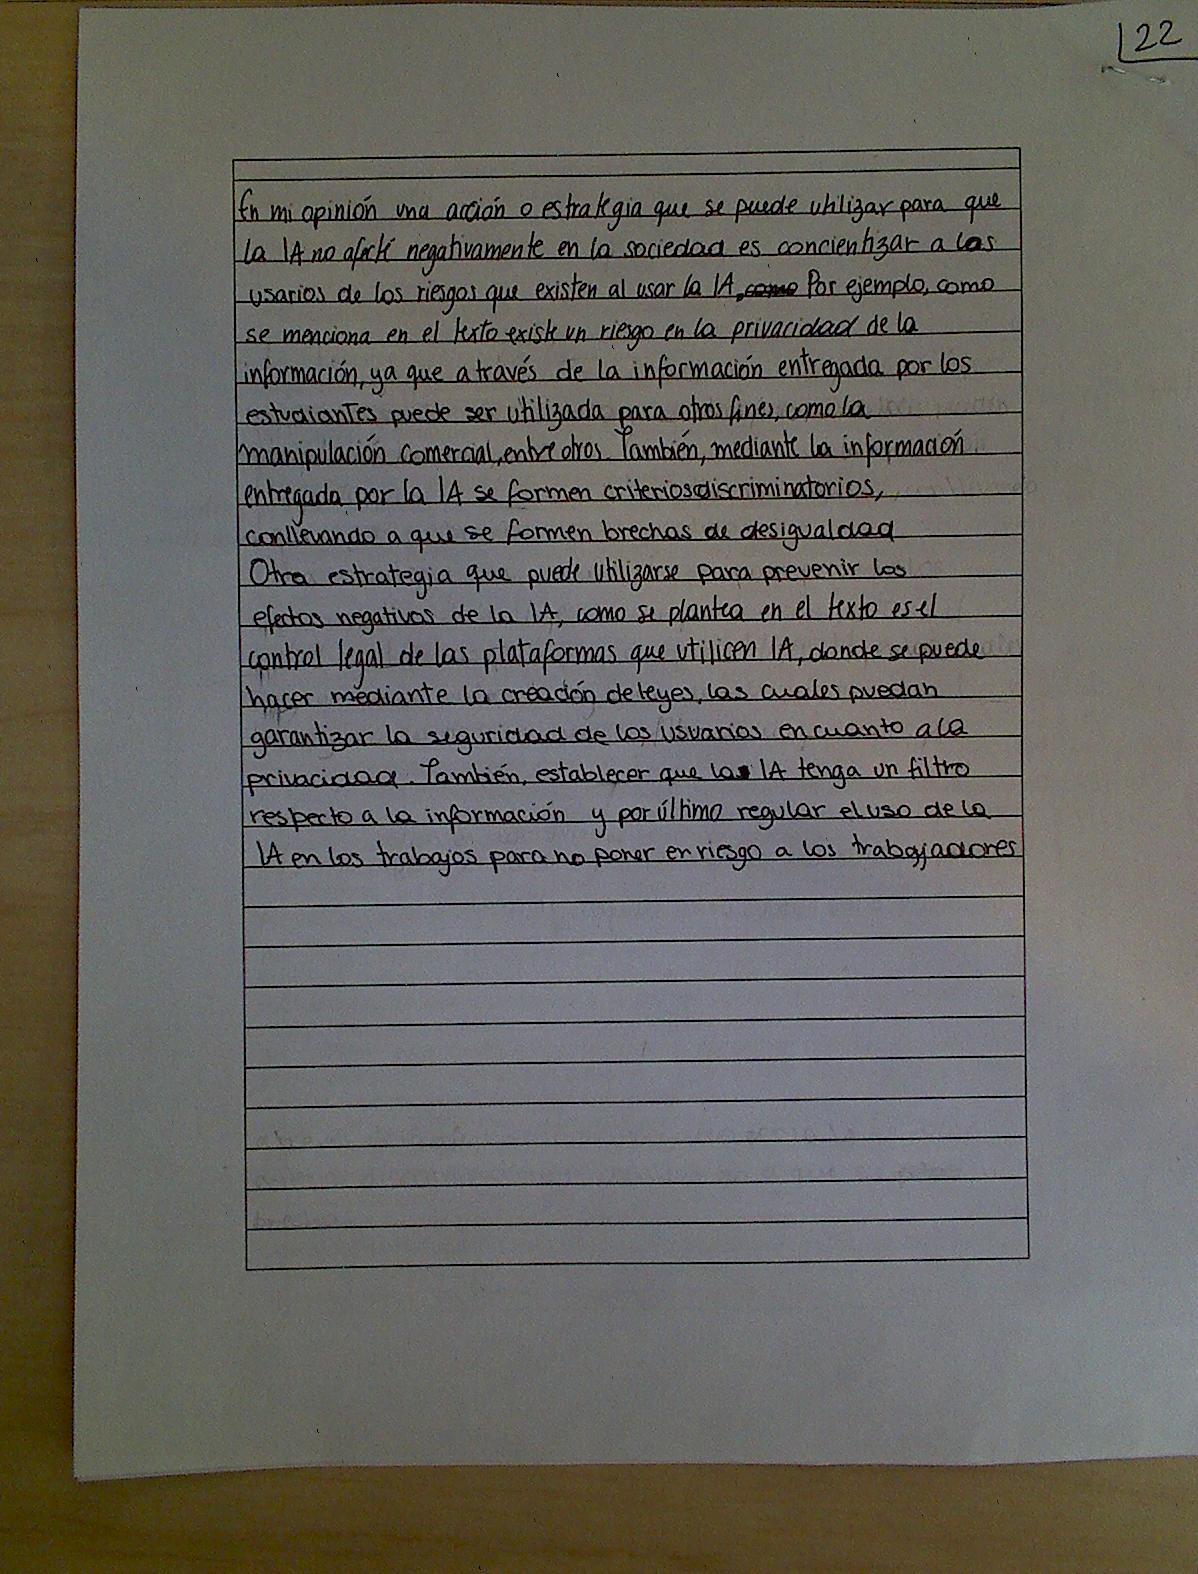 22
En mi opinión una acción o estrategia que se puede utilizar para que
la IA no afecte negativamente en la sociedad es concientizar a las
usarios de los riesgos que existen al usar la IA, como Por ejemplo, como
se menciona en el texto existe un riesgo en la privacidad de la
información, ya que a través de la información entregada por los
estudiantes puede ser utilizada para otros fines, como la
manipulación comercial, entre otros. También, mediante la información
entregada por la IA se formen criterios discriminatorios,
conllevando a que se formen brechas de desigualdad
Otra estrategia que puede utilizarse para prevenir los
efectos negativos de la IA, como se plantea en el texto es el
control legal de las plataformas que utilicen IA, donde se puede
hacer mediante la creación de leyes, las cuales puedan
garantizar la seguridad de los usuarios en cuanto a la
privacidad. También, establecer que la IA tenga un filtro
respecto a la información y por último regular el uso de la
IA en los trabajos para no poner en riesgo a los trabajadores